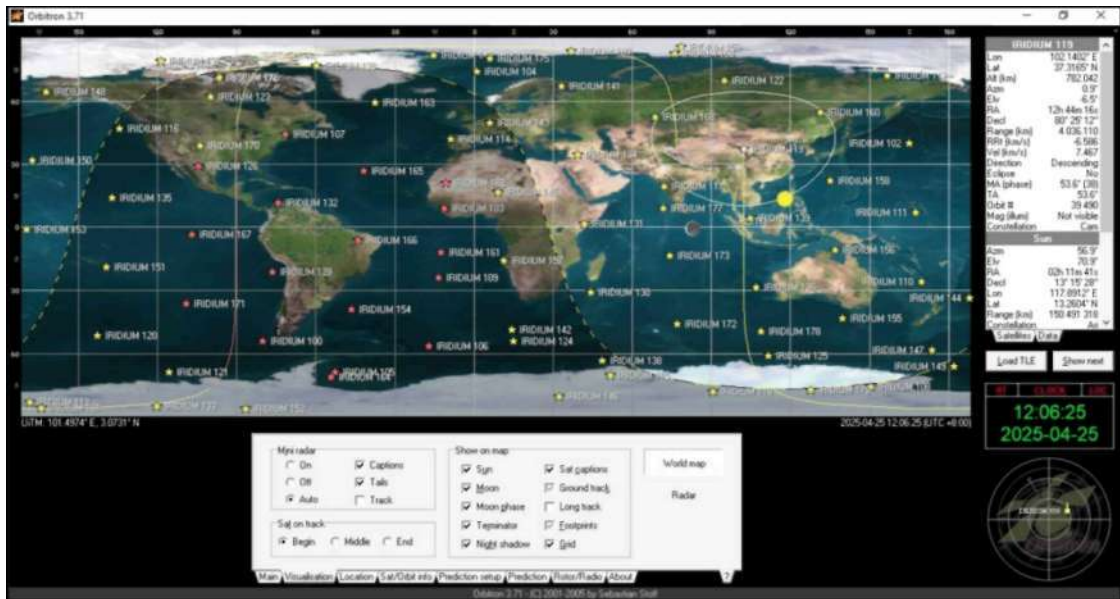 Orbitron 3.71
IRIDIUM 104
IRIDIUM 148
IRIDIUM 123
IRIDIUM 163
IRIDIUM 141
IRIDIUM 122
IRIDIUM 160
IRIDIUM 116
IRIDIUM 107
IRIDIUM 114
IRIDIUM 102
IRIDIUM 170
IRIDIUM 150
IRIDIUM 126
IRIDIUM 165
IRIDIUM 158
IRIDIUM 135
IRIDIUM 132
IRIDIUM 103
IRIDIUM 177
IRIDIUM 111
IRIDIUM 153
IRIDIUM 167
IRIDIUM 166
IRIDIUM 131
IRIDIUM 139
IRIDIUM 161
IRIDIUM 173
IRIDIUM 156
IRIDIUM 151
IRIDIUM 157
IRIDIUM 109
IRIDIUM 110
IRIDIUM 130
IRIDIUM 144
IRIDIUM 171
IRIDIUM 154
IRIDIUM 155
IRIDIUM 120
IRIDIUM 142
IRIDIUM 172
IRIDIUM 178
IRIDIUM 100
IRIDIUM 106
IRIDIUM 124
IRIDIUM 125
IRIDIUM 147
IRIDIUM 138
IRIDIUM 121
UiTM: 101.4974° E, 3.0731° N
2025-04-25 12:06:25 (UTC +8:00)
IRIDIUM 119
Lon 102.1402° E
Lat 37.3165° N
Alt (km) 782.042
Azm 0.9°
Elv -6.5°
RA 12h 44m 16s
Decl 80° 25' 12"
Range (km) 4 036.110
RRt (km/s) -6.586
Vel (km/s) 7.467
Direction Descending
Eclipse No
MA (phase) 53.6° (38)
TA 53.6°
Orbit # 39 490
Mag (illum) Not visible
Constellation Cam
Sun
Azm 56.9°
Elv 70.9°
RA 02h 11m 41s
Decl 13° 15' 28"
Lon 117.8912° E
Lat 13.2604° N
Range (km) 150 491 318
Constellation Ari
Satellites Data
Load TLE Show next
CLOCK LOC
12:06:25
2025-04-25
Mini radar
On
Off
Auto
Captions
Tails
Track
Sat on track
Begin Middle End
Show on map
Sun
Moon
Moon phase
Terminator
Night shadow
Sat captions
Ground track
Long track
Footprints
Grid
World map
Radar
Main Visualisation Location Sat/Orbit info Prediction setup Prediction Rotor/Radio About ?
Orbitron 3.71 - (C) 2001-2005 by Sebastian Stoff